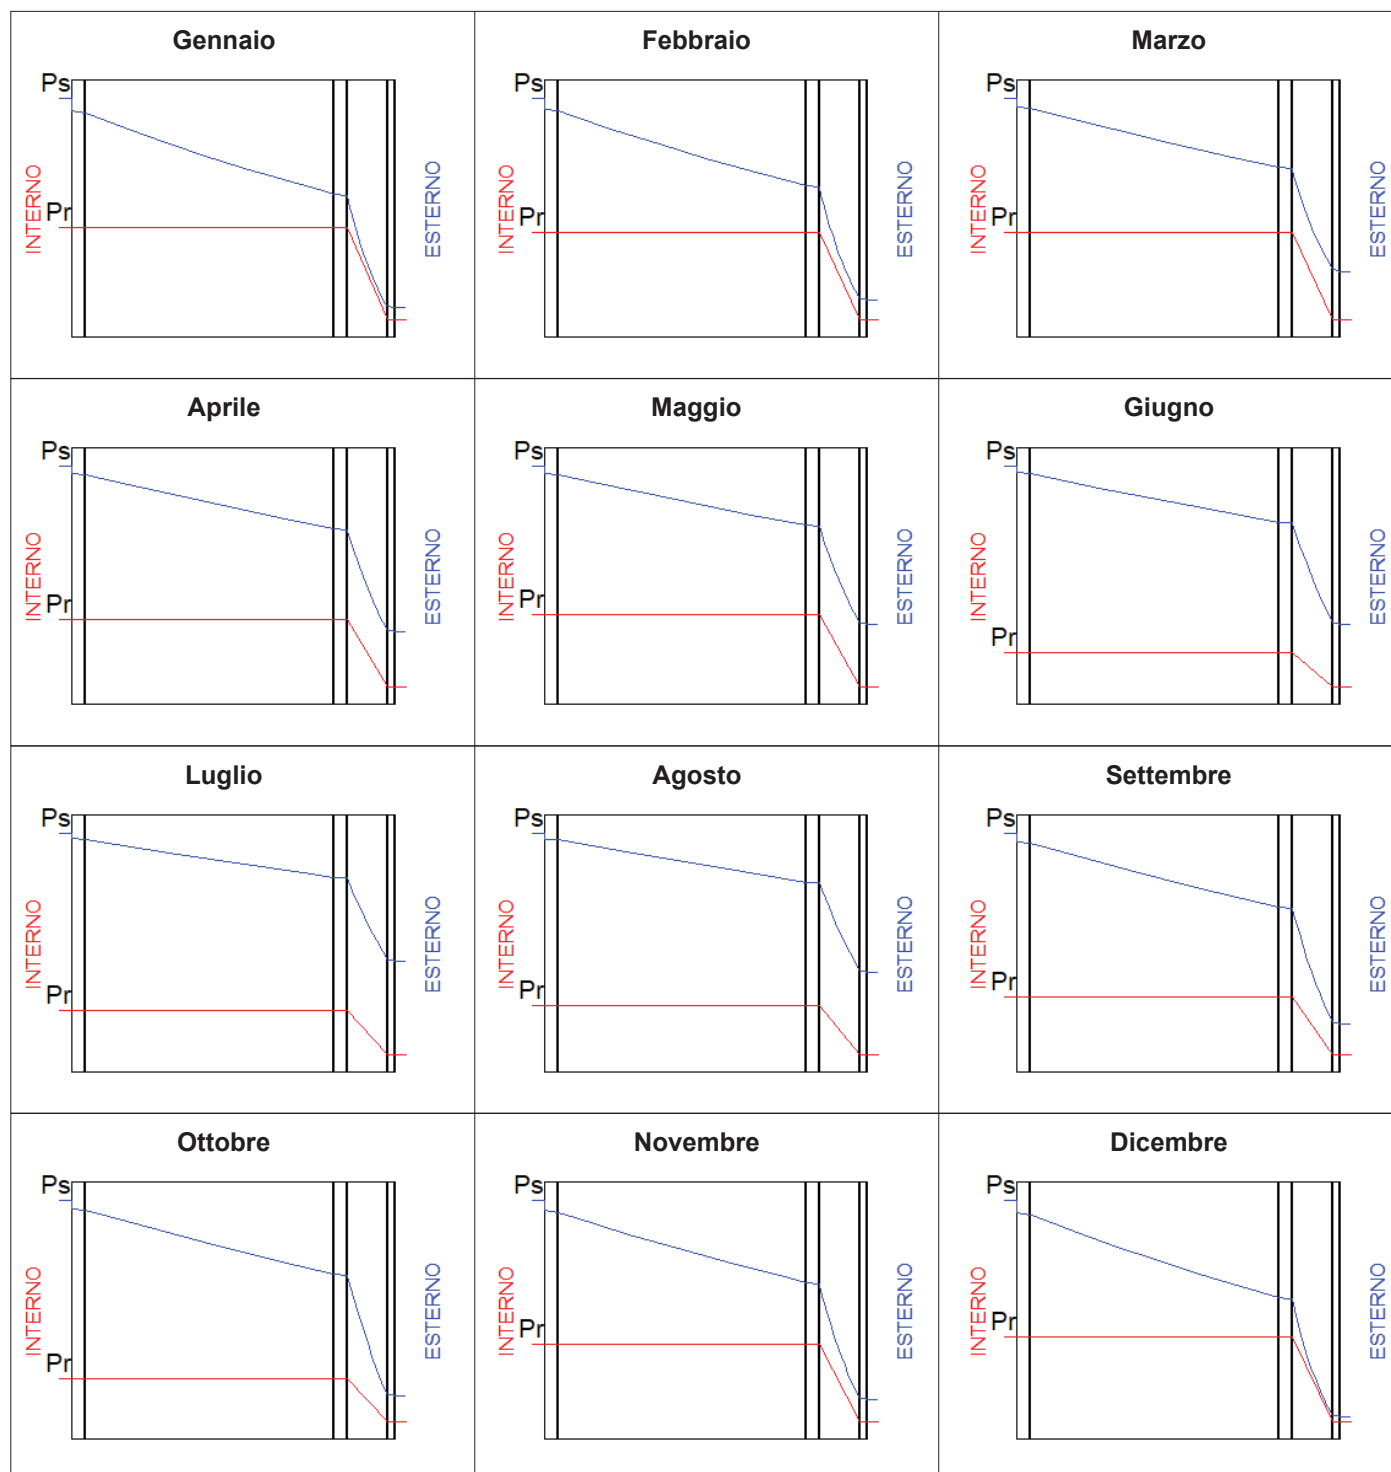 Gennaio
Ps
INTERNO
Pr
ESTERNO
Febbraio
Ps
INTERNO
Pr
ESTERNO
Marzo
Ps
INTERNO
Pr
ESTERNO
Aprile
Ps
INTERNO
Pr
ESTERNO
Maggio
Ps
INTERNO
Pr
ESTERNO
Giugno
Ps
INTERNO
Pr
ESTERNO
Luglio
Ps
INTERNO
Pr
ESTERNO
Agosto
Ps
INTERNO
Pr
ESTERNO
Settembre
Ps
INTERNO
Pr
ESTERNO
Ottobre
Ps
INTERNO
Pr
ESTERNO
Novembre
Ps
INTERNO
Pr
ESTERNO
Dicembre
Ps
INTERNO
Pr
ESTERNO